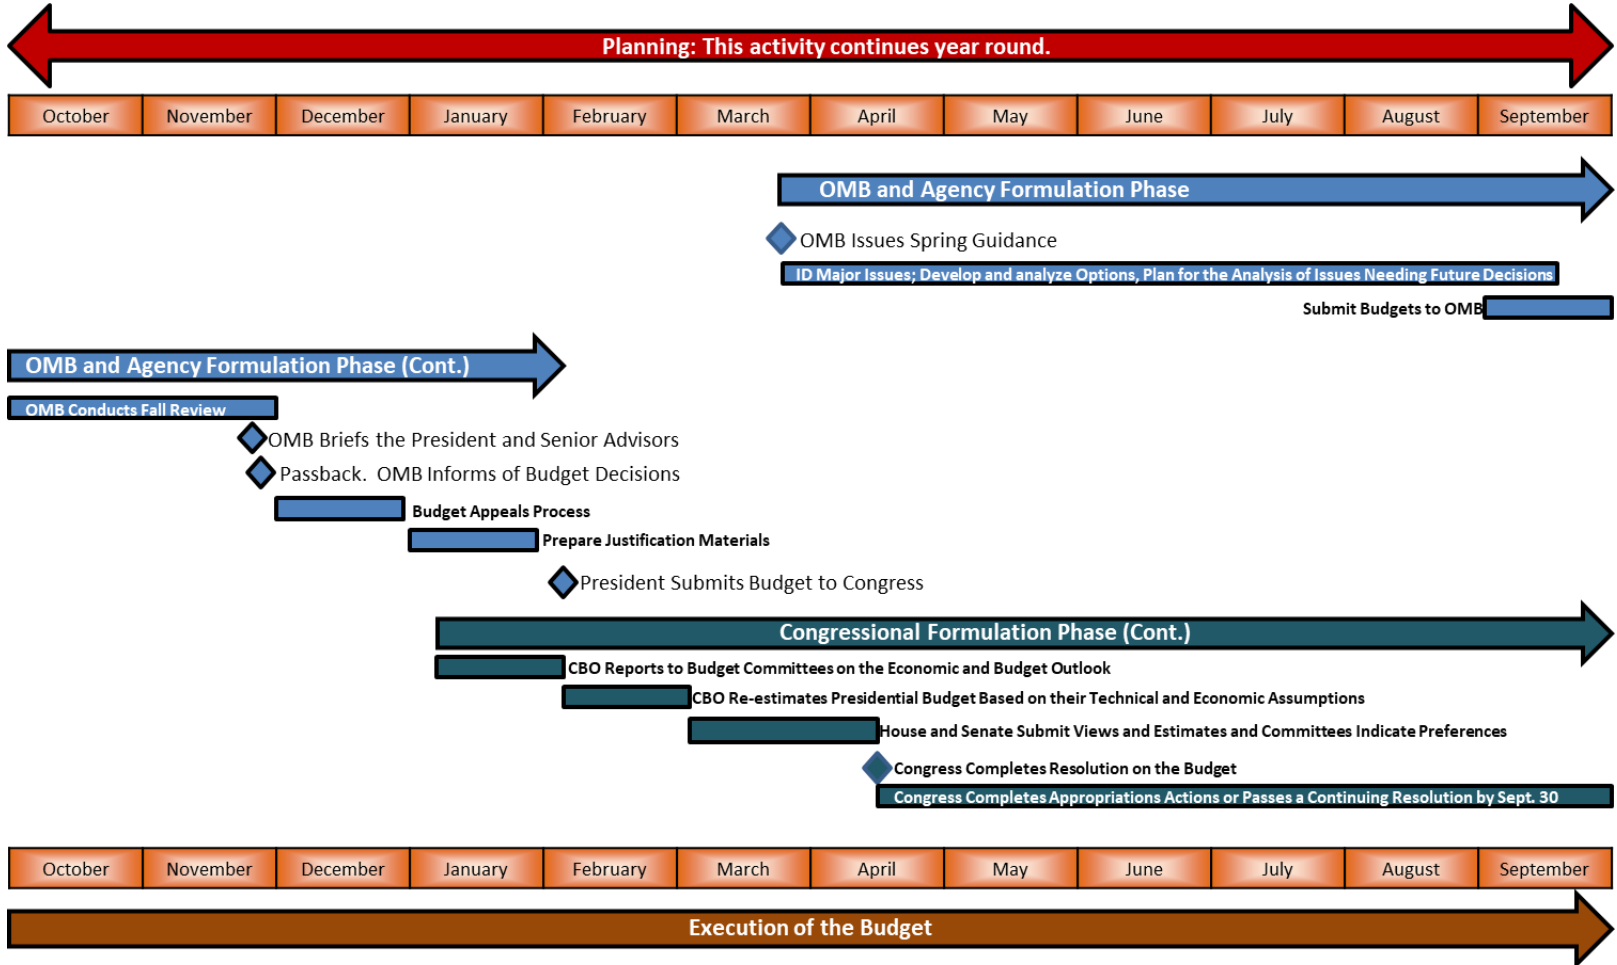 Planning: This activity continues year round.
October November December January February March April May June July August September
OMB and Agency Formulation Phase
OMB Issues Spring Guidance
ID Major Issues; Develop and analyze Options, Plan for the Analysis of Issues Needing Future Decisions
Submit Budgets to OMB
OMB and Agency Formulation Phase (Cont.)
OMB Conducts Fall Review
OMB Briefs the President and Senior Advisors
Passback. OMB Informs of Budget Decisions
Budget Appeals Process
Prepare Justification Materials
President Submits Budget to Congress
Congressional Formulation Phase (Cont.)
CBO Reports to Budget Committees on the Economic and Budget Outlook
CBO Re-estimates Presidential Budget Based on their Technical and Economic Assumptions
House and Senate Submit Views and Estimates and Committees Indicate Preferences
Congress Completes Resolution on the Budget
Congress Completes Appropriations Actions or Passes a Continuing Resolution by Sept. 30
October November December January February March April May June July August September
Execution of the Budget